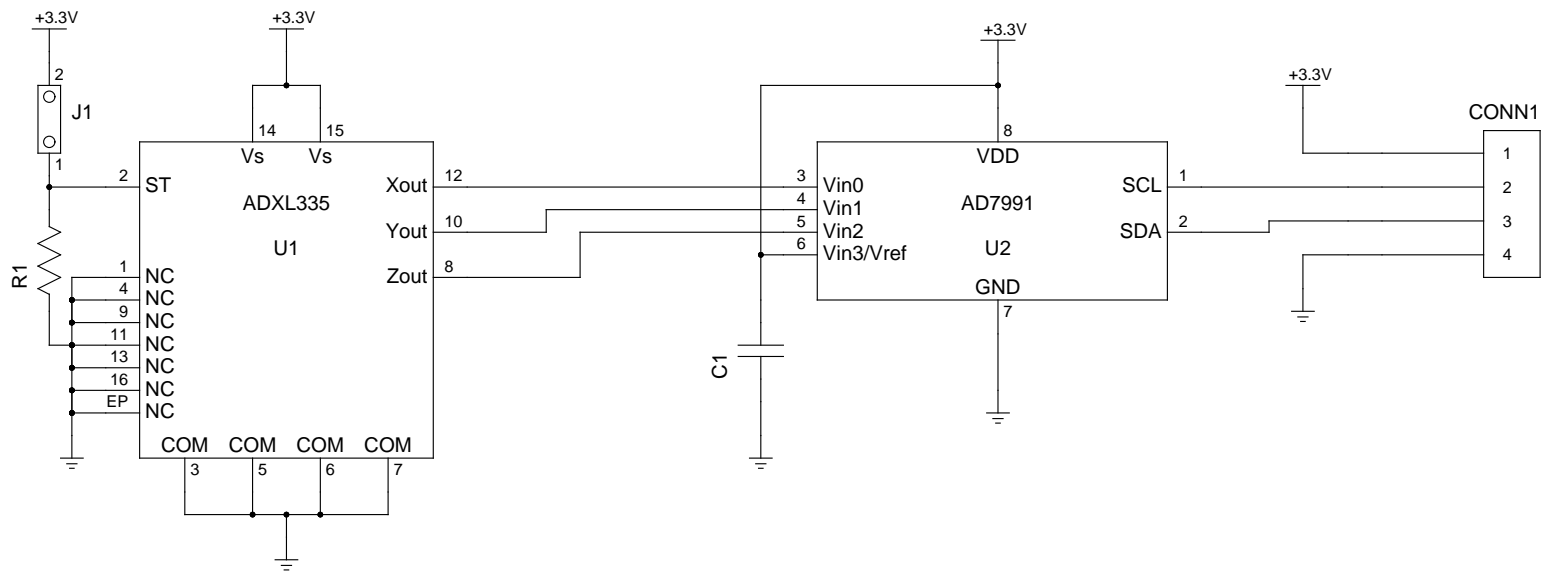 +3.3V
+3.3V
+3.3V
+3.3V
2
J1
1
CONN1
14
15
Vs
Vs
8
VDD
2
ST
ADXL335
U1
Xout
12
Yout
10
Zout
8
3
Vin0
4
Vin1
5
Vin2
6
Vin3/Vref
AD7991
U2
SCL
1
SDA
2
GND
7
1
2
3
4
R1
1
NC
4
NC
9
NC
11
NC
13
NC
16
NC
EP
NC
C1
COM
COM
COM
COM
3
5
6
7